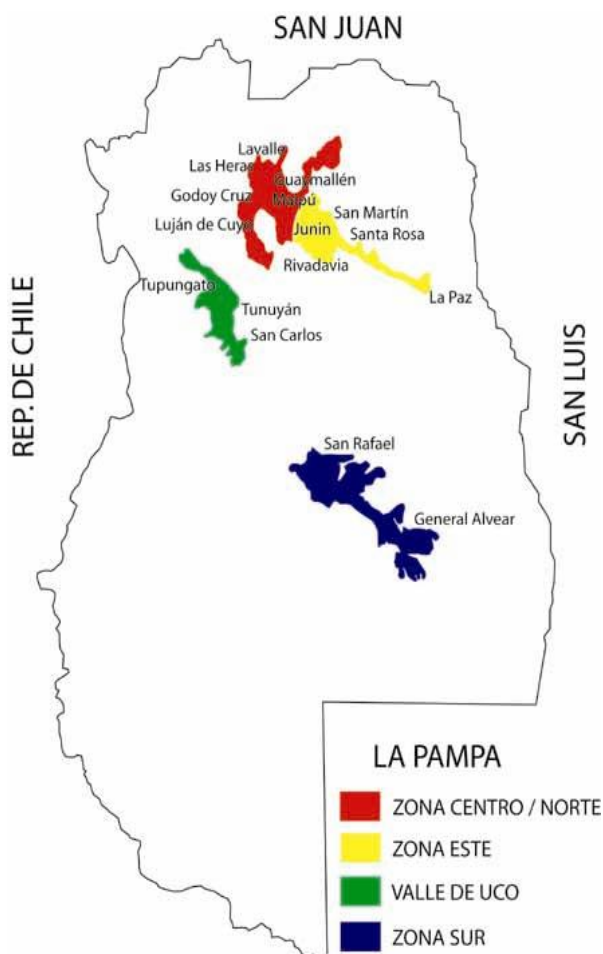 SAN JUAN
Lavalle
Las Heras
Guaymallén
Godoy Cruz
Maipú
San Martín
Luján de Cuyo
Junin
Santa Rosa
Rivadavia
Tupungato
La Paz
Tunuyán
San Carlos
REP. DE CHILE
SAN LUIS
San Rafael
General Alvear
LA PAMPA
ZONA CENTRO / NORTE
ZONA ESTE
VALLE DE UCO
ZONA SUR